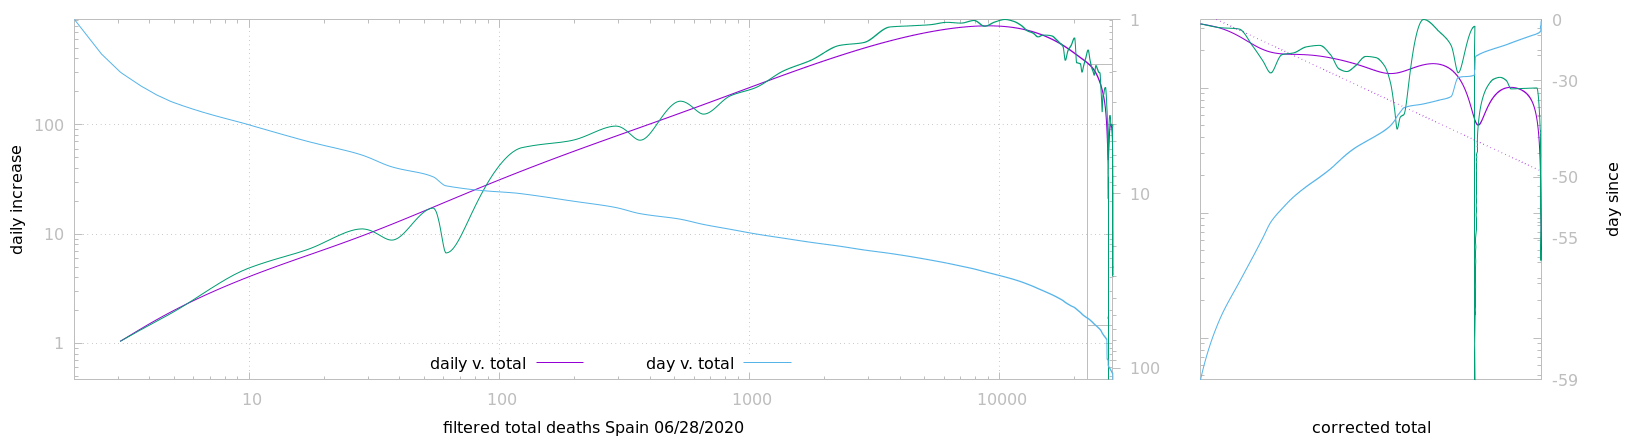 daily increase
100
10
1
10
100
1000
10000
filtered total deaths Spain 06/28/2020
daily v. total
day v. total
1
10
100
corrected total
0
-30
-50
-55
-59
day since